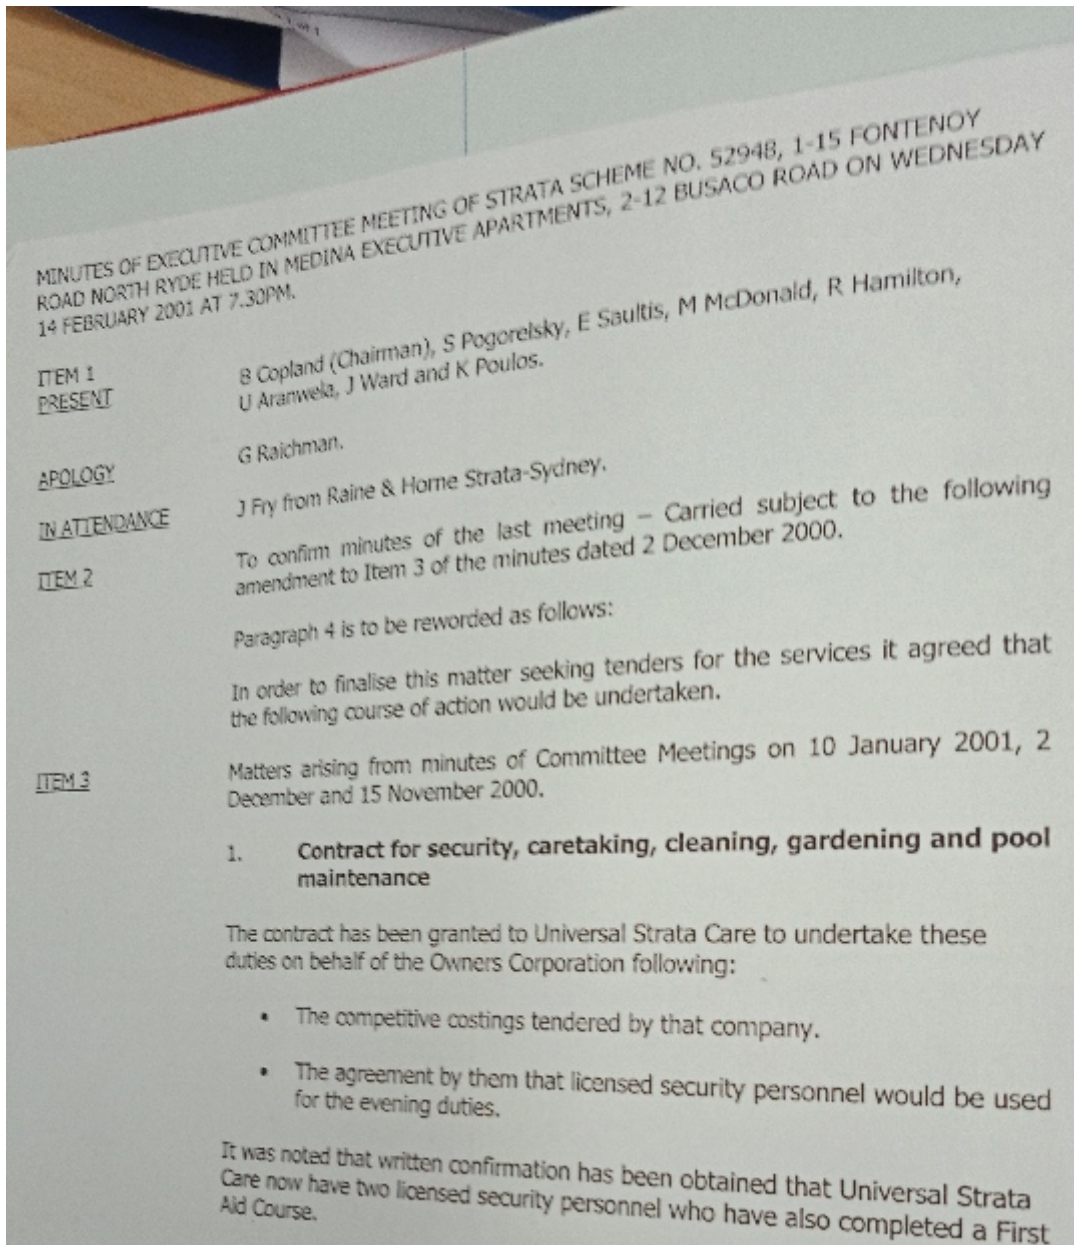 MINUTES OF EXECUTIVE COMMITTEE MEETING OF STRATA SCHEME NO. 52948, 1-15 FONTENOY
ROAD NORTH RYDE HELD IN MEDINA EXECUTIVE APARTMENTS, 2-12 BUSACO ROAD ON WEDNESDAY
14 FEBRUARY 2001 AT 7.30PM.
ITEM 1
PRESENT
B Copland (Chairman), S Pogorelsky, E Saultis, M McDonald, R Hamilton,
U Aranwela, J Ward and K Poulos.
APOLOGY
G Raichman.
IN ATTENDANCE
J Fry from Raine & Horne Strata-Sydney.
ITEM 2
To confirm minutes of the last meeting – Carried subject to the following
amendment to Item 3 of the minutes dated 2 December 2000.
Paragraph 4 is to be reworded as follows:
In order to finalise this matter seeking tenders for the services it agreed that
the following course of action would be undertaken.
ITEM 3
Matters arising from minutes of Committee Meetings on 10 January 2001, 2
December and 15 November 2000.
1. Contract for security, caretaking, cleaning, gardening and pool
maintenance
The contract has been granted to Universal Strata Care to undertake these
duties on behalf of the Owners Corporation following:
• The competitive costings tendered by that company.
• The agreement by them that licensed security personnel would be used
for the evening duties.
It was noted that written confirmation has been obtained that Universal Strata
Care now have two licensed security personnel who have also completed a First
Aid Course.